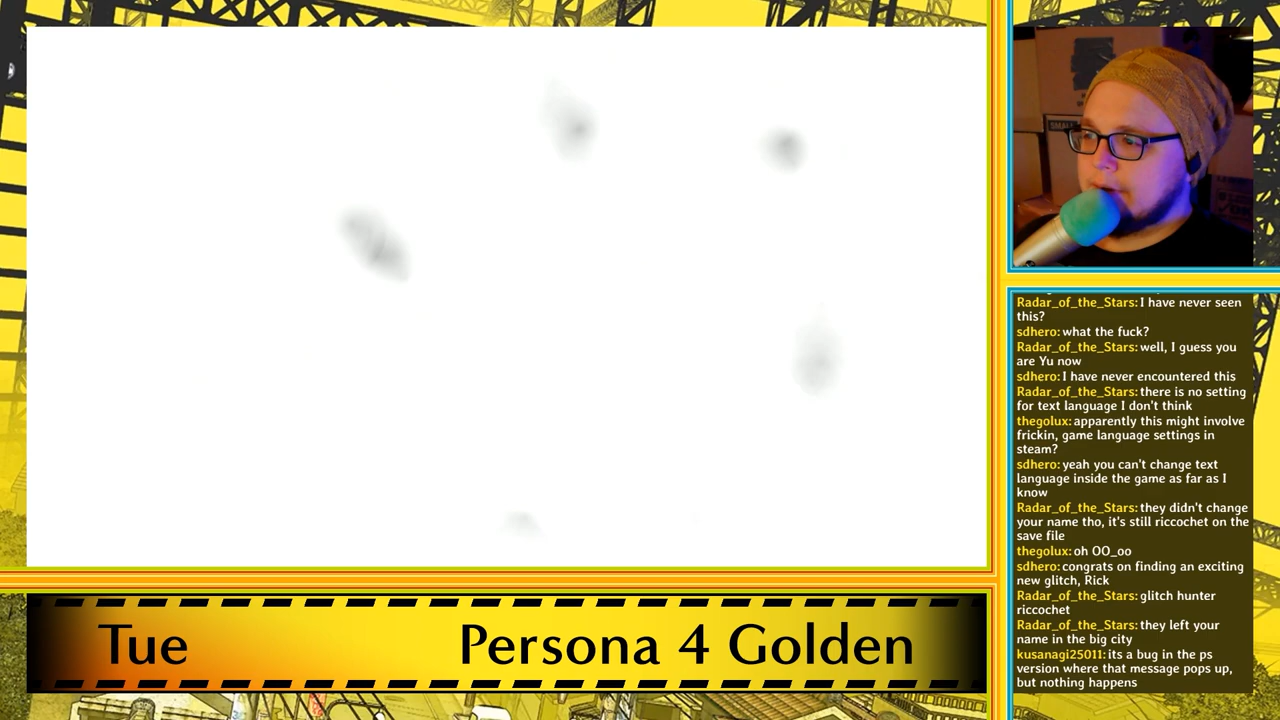 SMALL
Radar_of_the_Stars: I have never seen
this?
sdhero: what the fuck?
Radar_of_the_Stars: well, I guess you
are Yu now
sdhero: I have never encountered this
Radar_of_the_Stars: there is no setting
for text language I don't think
thegolux: apparently this might involve
frickin, game language settings in
steam?
sdhero: yeah you can't change text
language inside the game as far as I
know
Radar_of_the_Stars: they didn't change
your name tho, it's still riccochet on the
save file
thegolux: oh OO_oo
sdhero: congrats on finding an exciting
new glitch, Rick
Radar_of_the_Stars: glitch hunter
riccochet
Radar_of_the_Stars: they left your
name in the big city
kusanagi25011: its a bug in the ps
version where that message pops up,
but nothing happens
Tue Persona 4 Golden